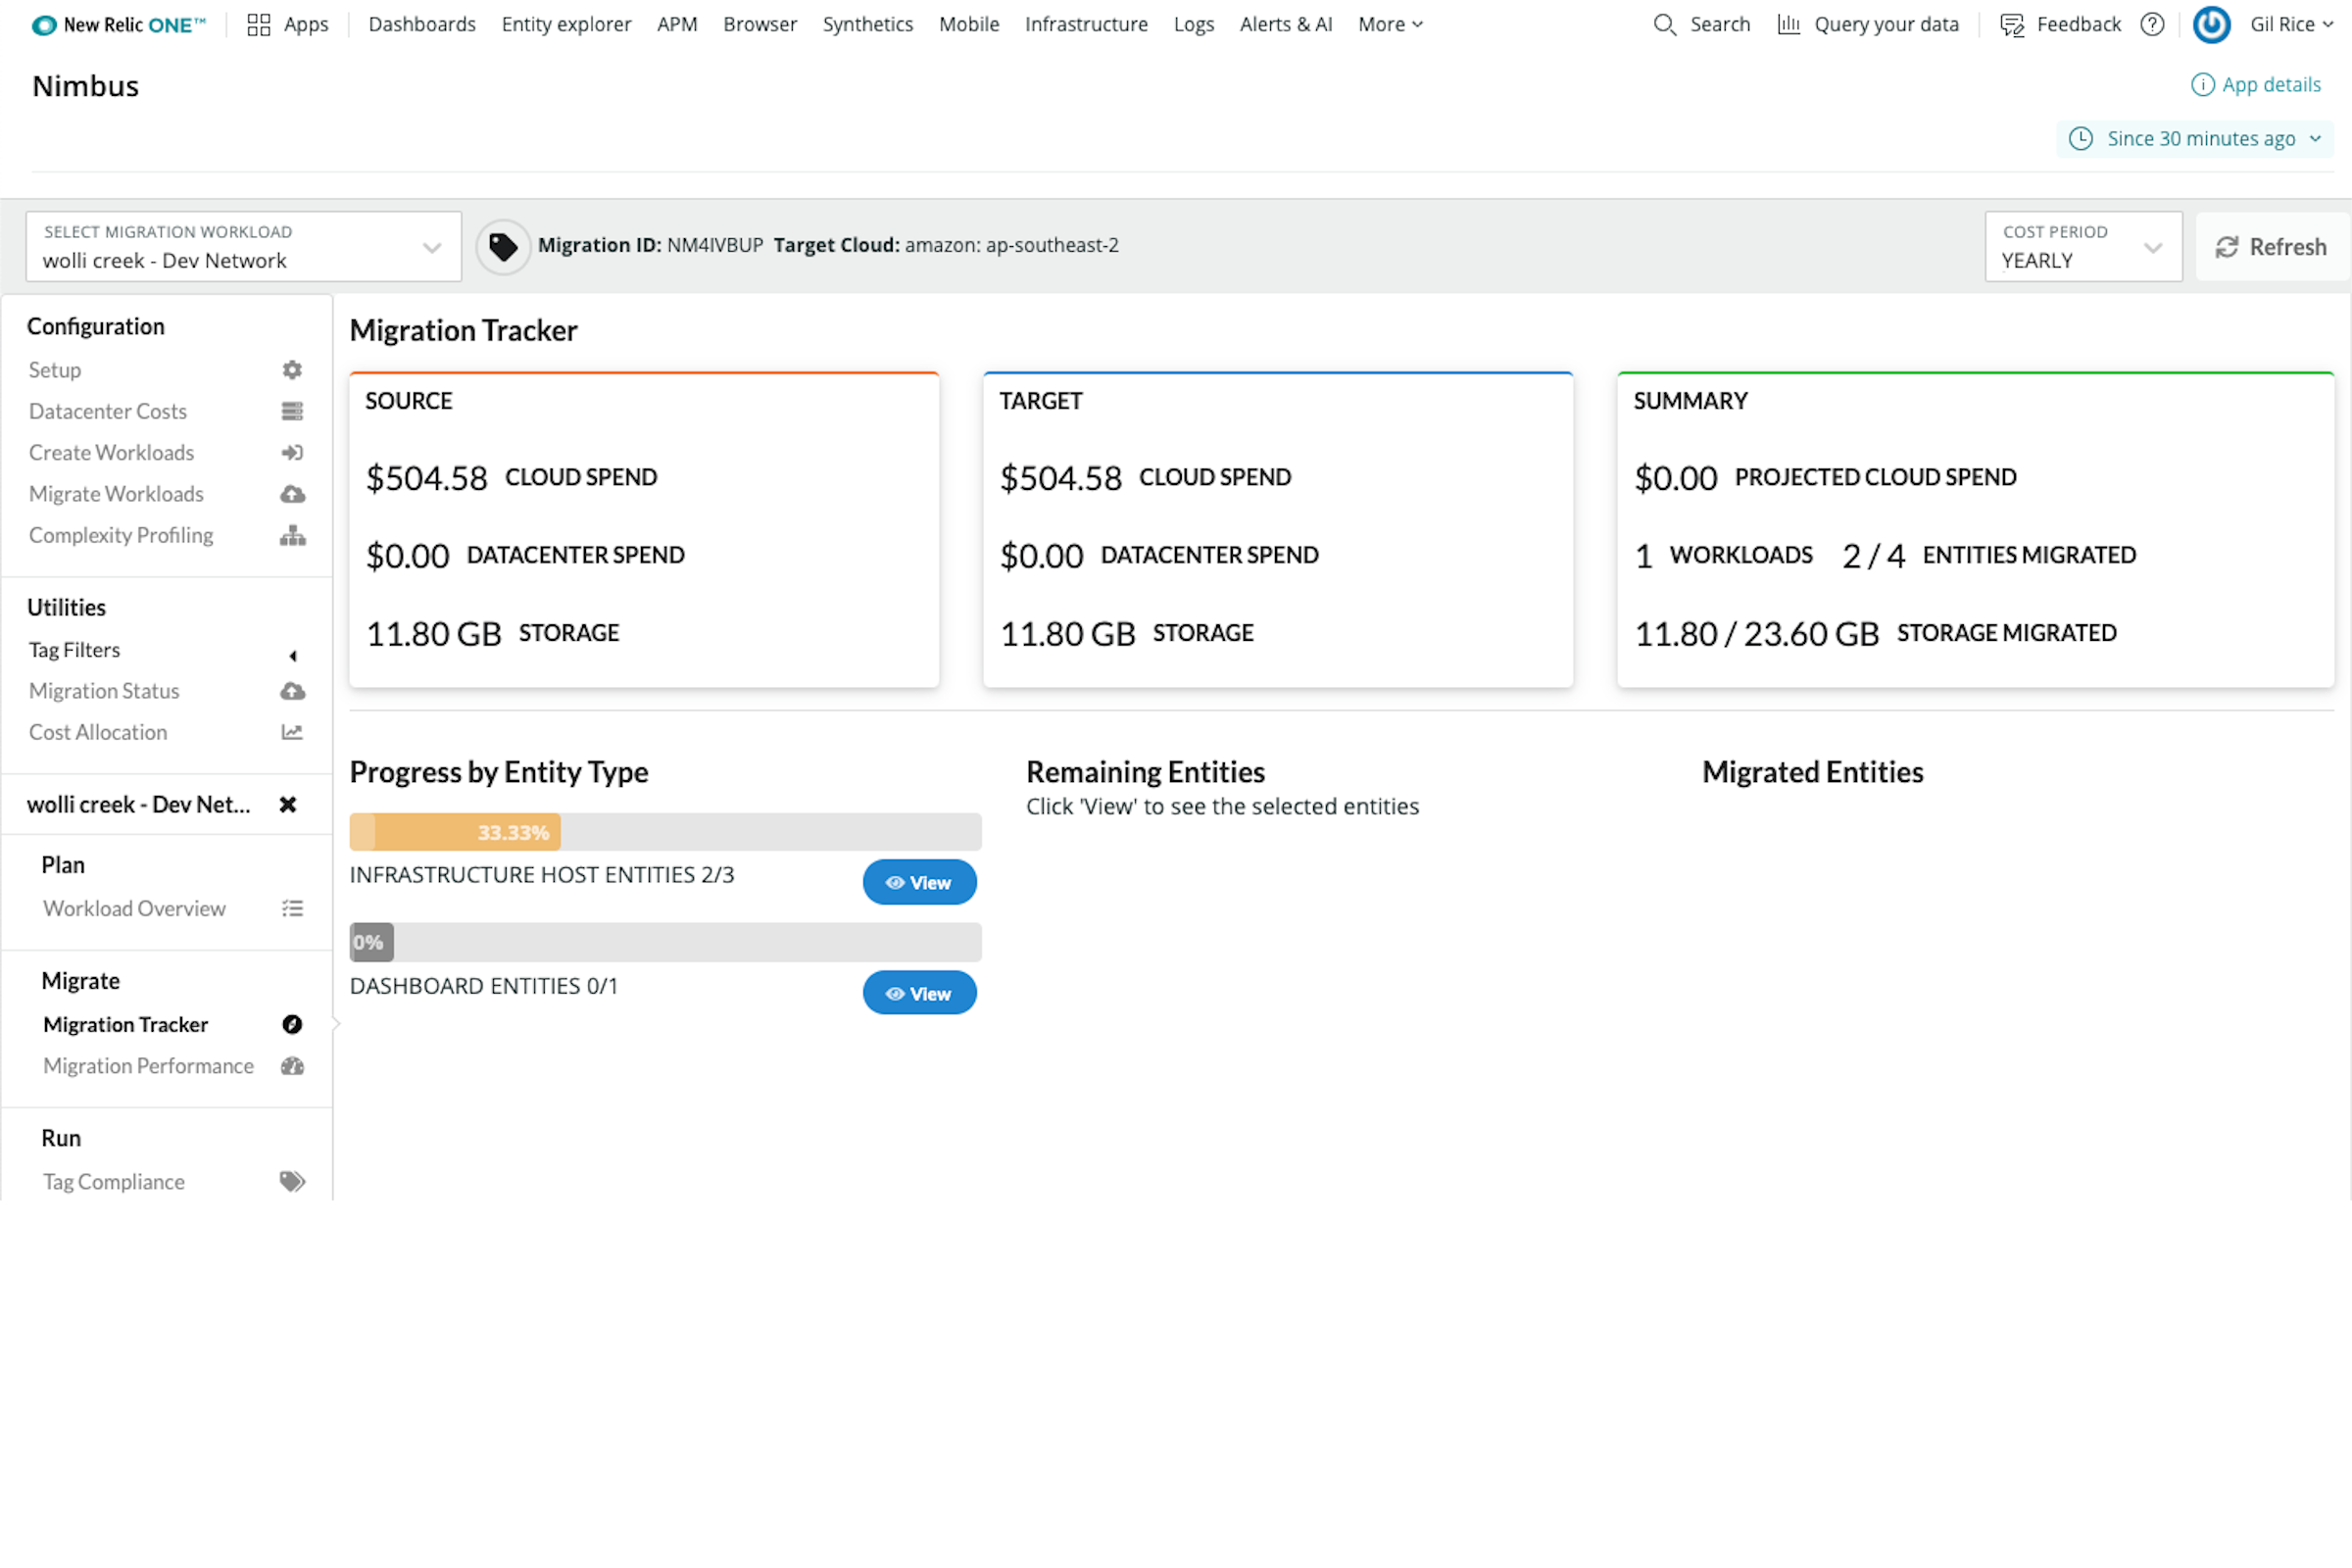 New Relic ONE™ Apps Dashboards Entity explorer APM Browser Synthetics Mobile Infrastructure Logs Alerts & AI More Search Query your data Feedback ? Gil Rice
Nimbus
App details
Since 30 minutes ago
SELECT MIGRATION WORKLOAD
wolli creek - Dev Network
Migration ID: NM4IVBUP Target Cloud: amazon: ap-southeast-2
COST PERIOD
YEARLY
Refresh
Configuration
Setup
Datacenter Costs
Create Workloads
Migrate Workloads
Complexity Profiling
Utilities
Tag Filters
Migration Status
Cost Allocation
wolli creek - Dev Net...
Plan
Workload Overview
Migrate
Migration Tracker
Migration Performance
Run
Tag Compliance
Migration Tracker
SOURCE
$504.58 CLOUD SPEND
$0.00 DATACENTER SPEND
11.80 GB STORAGE
TARGET
$504.58 CLOUD SPEND
$0.00 DATACENTER SPEND
11.80 GB STORAGE
SUMMARY
$0.00 PROJECTED CLOUD SPEND
1 WORKLOADS 2 / 4 ENTITIES MIGRATED
11.80 / 23.60 GB STORAGE MIGRATED
Progress by Entity Type
33.33%
INFRASTRUCTURE HOST ENTITIES 2/3
View
0%
DASHBOARD ENTITIES 0/1
View
Remaining Entities
Click 'View' to see the selected entities
Migrated Entities